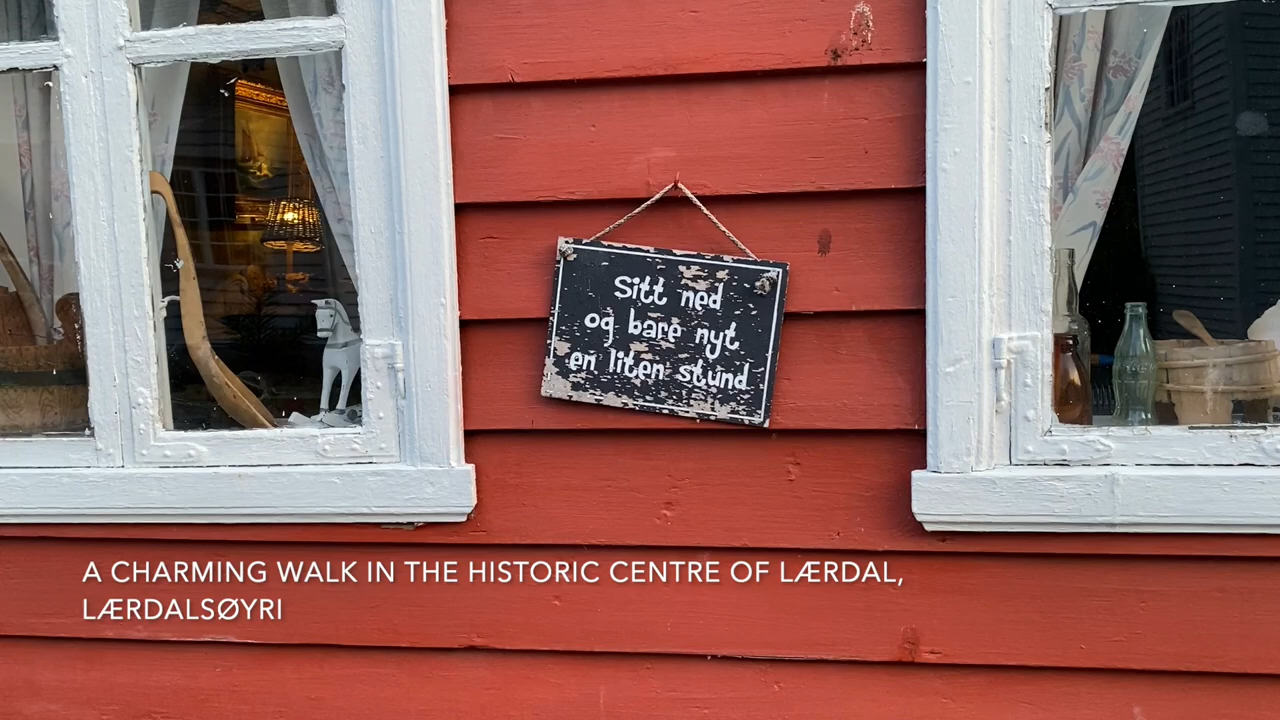 Sitt ned
og bare nyt
en liten stund
A CHARMING WALK IN THE HISTORIC CENTRE OF LÆRDAL,
LÆRDALSØYRI